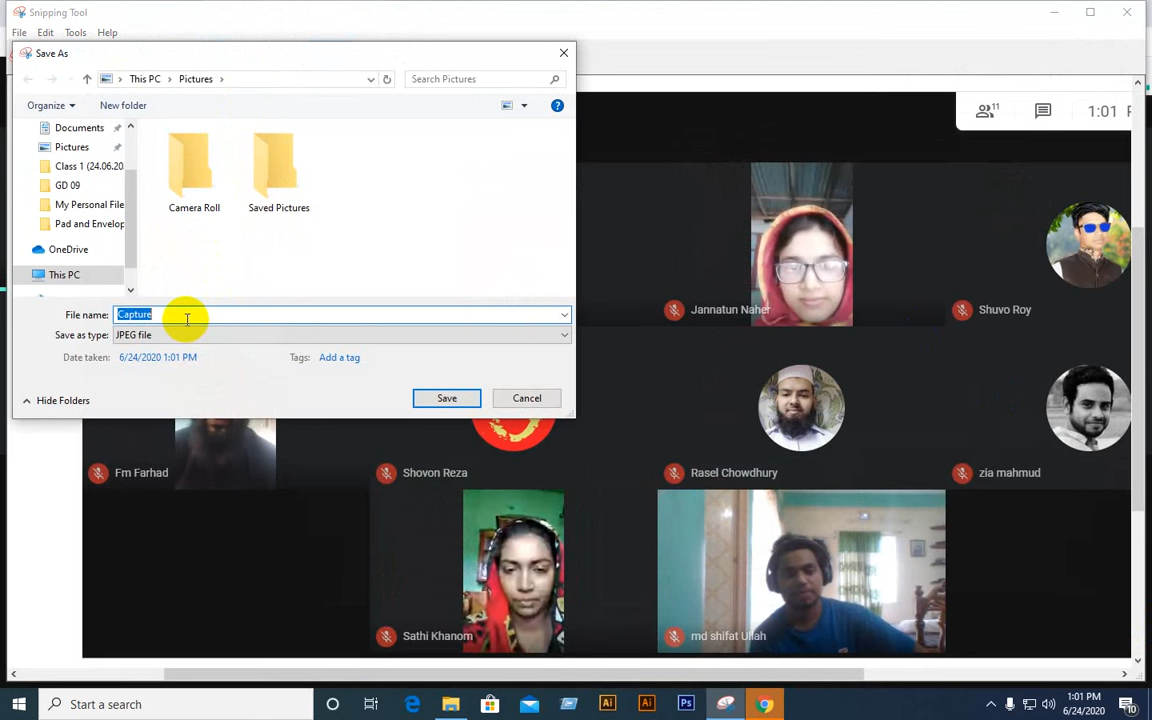 Snipping Tool
File Edit Tools Help
Save As
This PC Pictures
Search Pictures
Organize New folder
Documents
Pictures
Class 1 (24.06.20
GD 09
My Personal File
Pad and Envelop
OneDrive
This PC
Camera Roll
Saved Pictures
File name: Capture
Save as type: JPEG file
Date taken: 6/24/2020 1:01 PM Tags: Add a tag
Hide Folders
Save
Cancel
11
1:01 P
Jannatun Naher
Shuvo Roy
Fm Farhad
Shovon Reza
Rasel Chowdhury
zia mahmud
Sathi Khanom
md shifat Ullah
Start a search
Ai
Ai
Ps
1:01 PM
6/24/2020
10